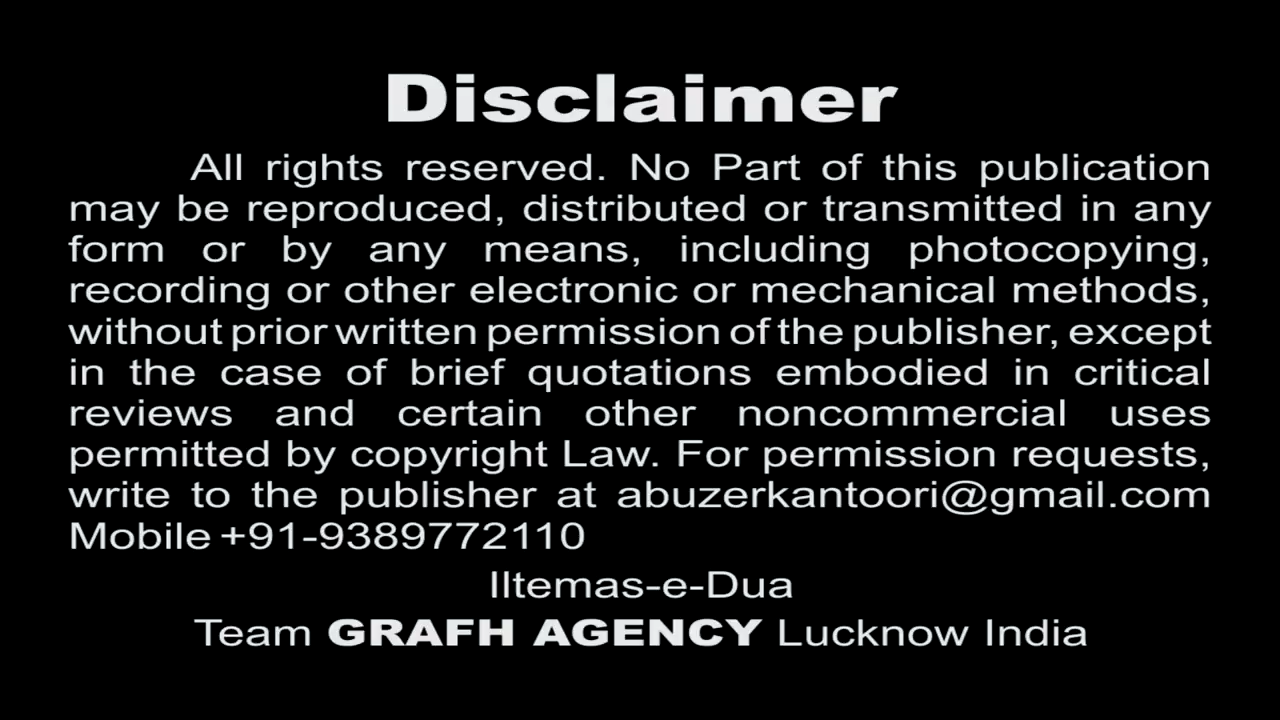 Disclaimer
All rights reserved. No Part of this publication
may be reproduced, distributed or transmitted in any
form or by any means, including photocopying,
recording or other electronic or mechanical methods,
without prior written permission of the publisher, except
in the case of brief quotations embodied in critical
reviews and certain other noncommercial uses
permitted by copyright Law. For permission requests,
write to the publisher at abuzerkantoori@gmail.com
Mobile +91-9389772110
Iltemas-e-Dua
Team GRAFH AGENCY Lucknow India